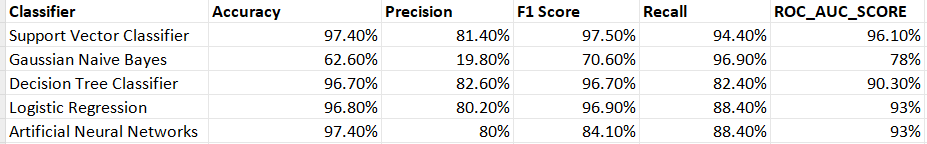 Classifier Accuracy Precision F1 Score Recall ROC_AUC_SCORE
Support Vector Classifier 97.40% 81.40% 97.50% 94.40% 96.10%
Gaussian Naive Bayes 62.60% 19.80% 70.60% 96.90% 78%
Decision Tree Classifier 96.70% 82.60% 96.70% 82.40% 90.30%
Logistic Regression 96.80% 80.20% 96.90% 88.40% 93%
Artificial Neural Networks 97.40% 80% 84.10% 88.40% 93%